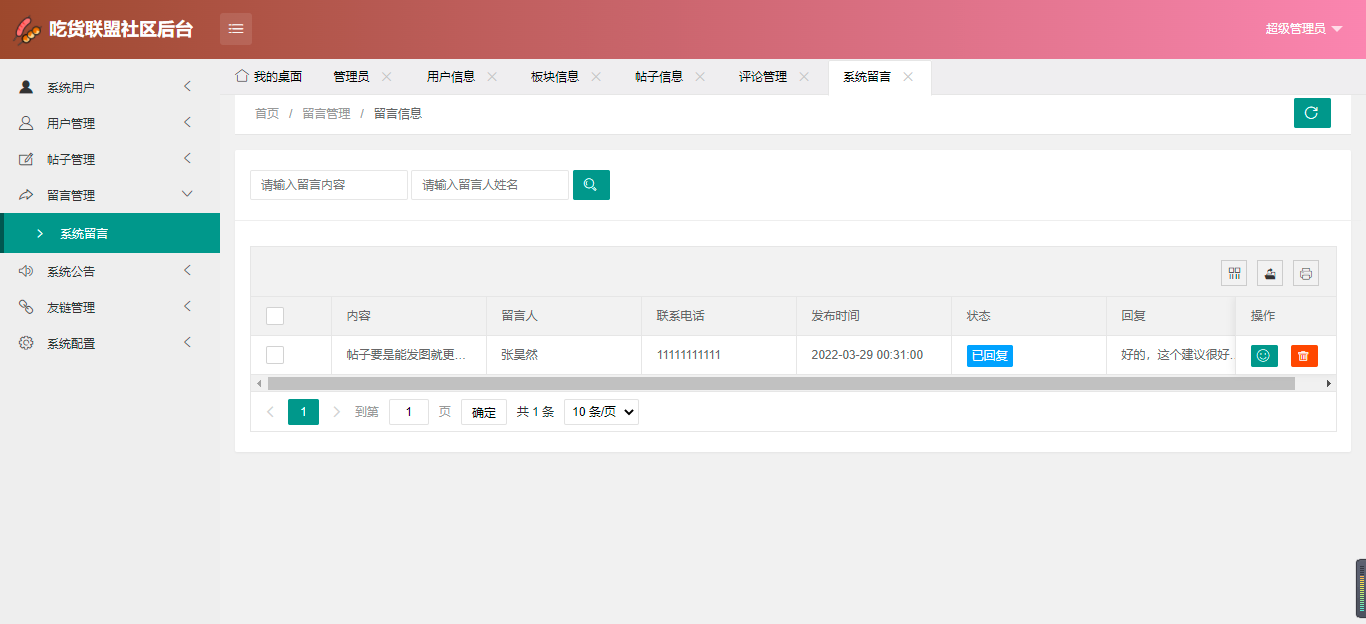 吃货联盟社区后台
超级管理员
系统用户
用户管理
帖子管理
留言管理
系统留言
系统公告
友链管理
系统配置
我的桌面 管理员 用户信息 板块信息 帖子信息 评论管理 系统留言
首页 / 留言管理 / 留言信息
请输入留言内容 请输入留言人姓名
内容 留言人 联系电话 发布时间 状态 回复 操作
帖子要是能发图就更... 张昊然 11111111111 2022-03-29 00:31:00 已回复 好的，这个建议很好.
1 到第 1 页 确定 共 1 条 10 条/页